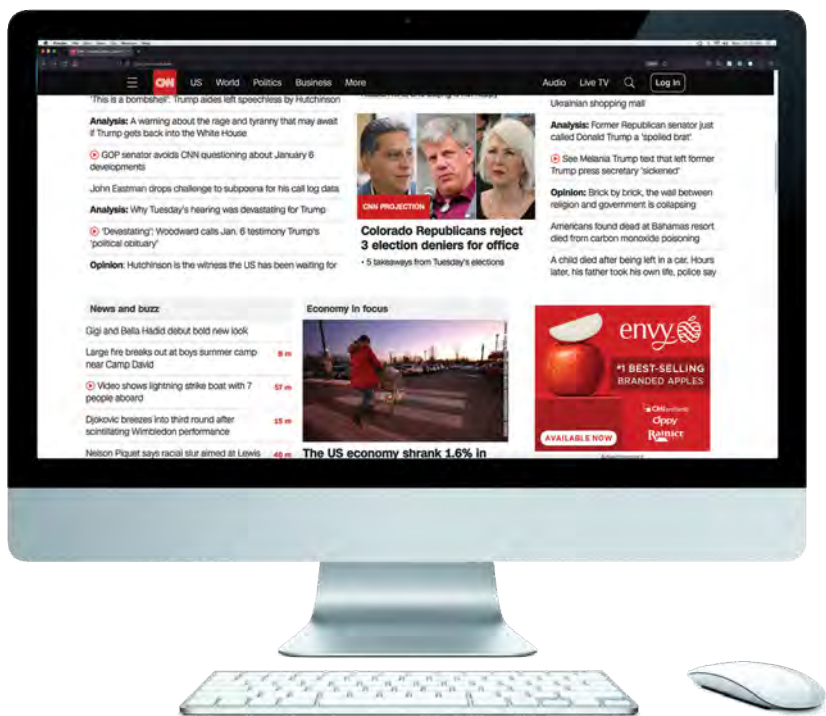 CNN US World Politics Business More Audio Live TV Log In
'This is a bombshell': Trump aides left speechless by Hutchinson
Analysis: A warning about the rage and tyranny that may await
if Trump gets back into the White House
GOP senator avoids CNN questioning about January 6
developments
John Eastman drops challenge to subpoena for his call log data
Analysis: Why Tuesday's hearing was devastating for Trump
'Devastating': Woodward calls Jan. 6 testimony Trump's
'political obituary'
Opinion: Hutchinson is the witness the US has been waiting for
CNN PROJECTION
Colorado Republicans reject
3 election deniers for office
• 5 takeaways from Tuesday's elections
Ukrainian shopping mall
Analysis: Former Republican senator just
called Donald Trump a 'spoiled brat'
See Melania Trump text that left former
Trump press secretary 'sickened'
Opinion: Brick by brick, the wall between
religion and government is collapsing
Americans found dead at Bahamas resort
died from carbon monoxide poisoning
A child died after being left in a car. Hours
later, his father took his own life, police say
News and buzz
Gigi and Bella Hadid debut bold new look
Large fire breaks out at boys summer camp 8 m
near Camp David
Video shows lightning strike boat with 7 57 m
people aboard
Djokovic breezes into third round after 15 m
scintillating Wimbledon performance
Nelson Piquet says racial slur aimed at Lewis 48 m
Economy in focus
The US economy shrank 1.6% in
envy
#1 BEST-SELLING
BRANDED APPLES
CMI orchards
Oppy
Rainier
AVAILABLE NOW
Advertisement